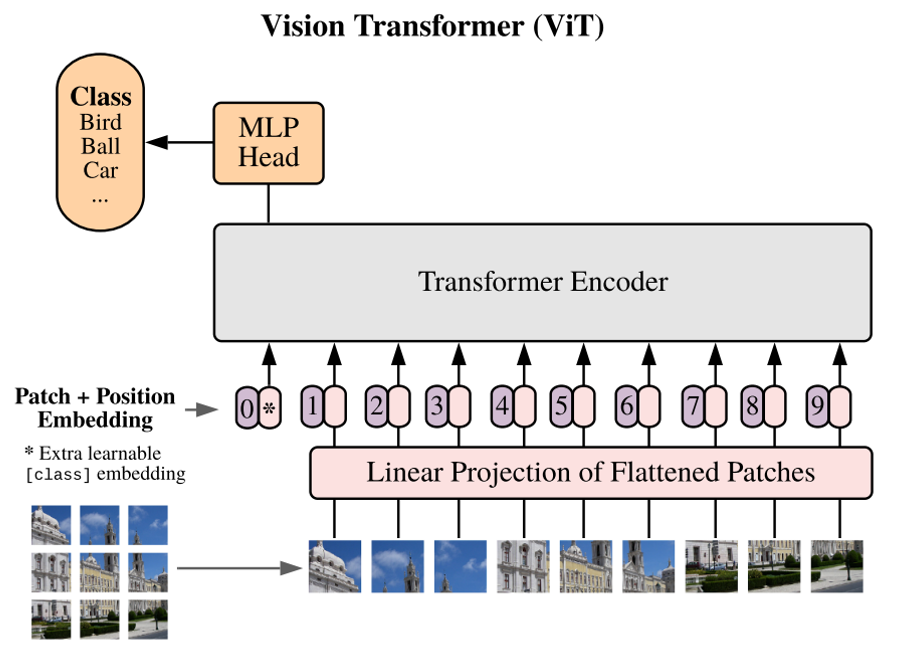 Vision Transformer (ViT)
Class
Bird
Ball
Car
...
MLP
Head
Transformer Encoder
Patch + Position
Embedding
0 * 1 2 3 4 5 6 7 8 9
* Extra learnable
[class] embedding
Linear Projection of Flattened Patches